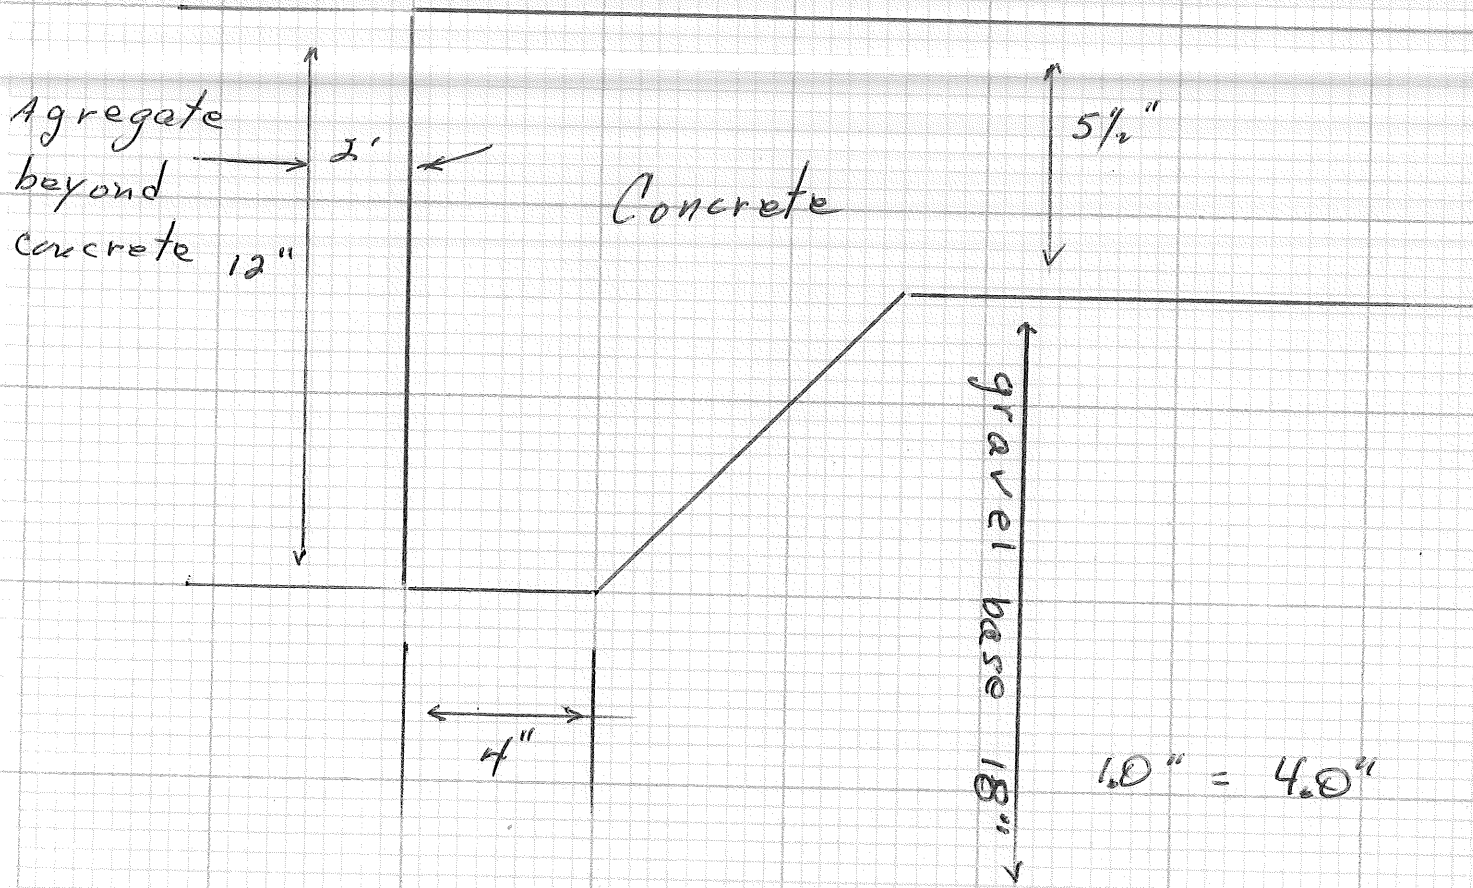 Agregate
beyond
concrete
12"
2'
Concrete
5½"
gravel base 18"
4"
1.0" = 4.0"